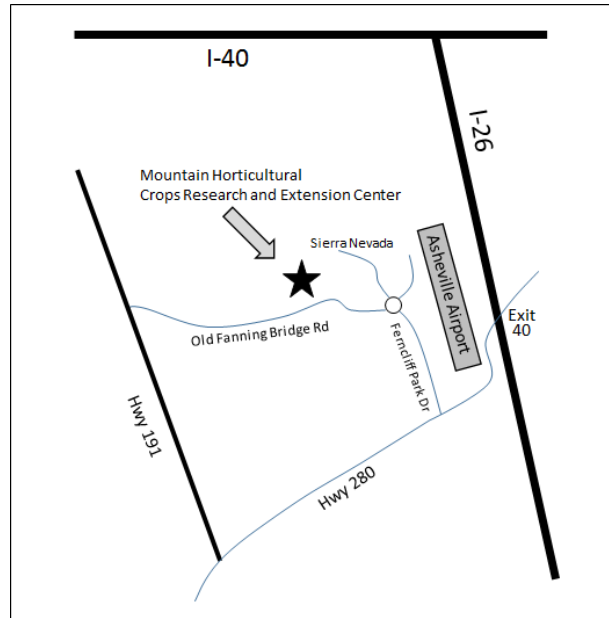 I-40
I-26
Mountain Horticultural
Crops Research and Extension Center
Sierra Nevada
Asheville Airport
Exit
40
Old Fanning Bridge Rd
Ferncliff Park Dr
Hwy 191
Hwy 280